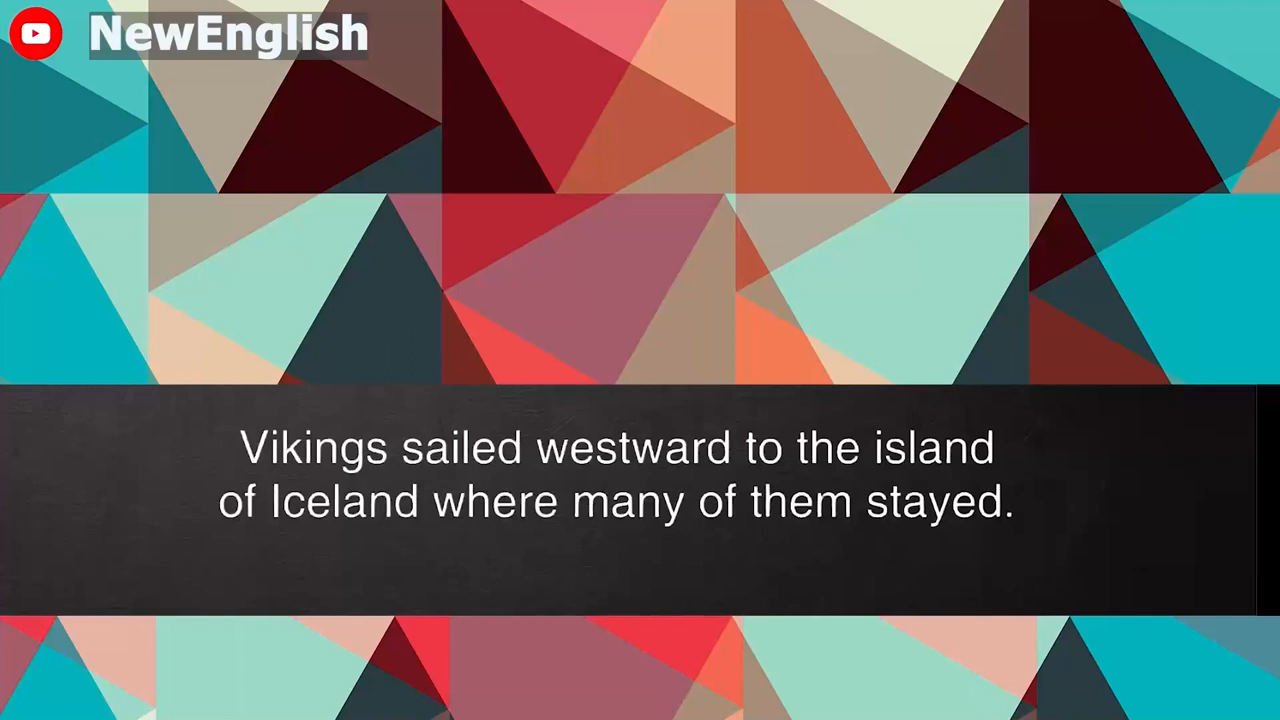 NewEnglish
Vikings sailed westward to the island
of Iceland where many of them stayed.